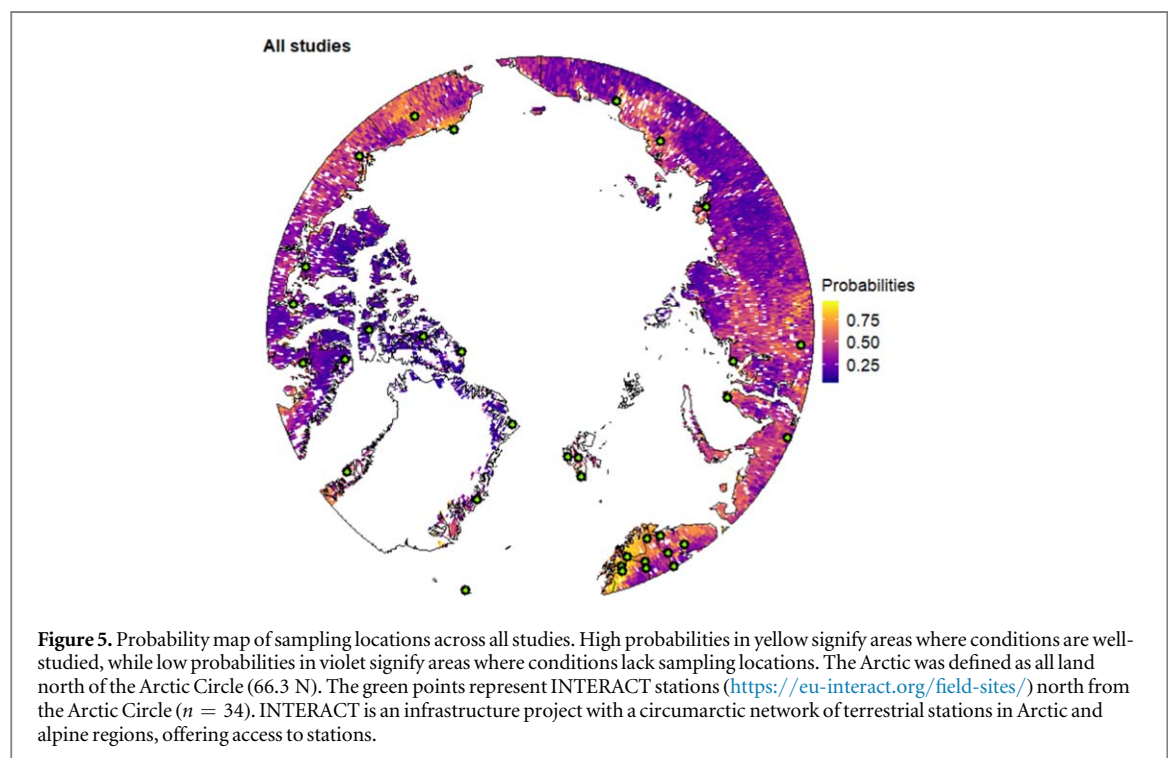 All studies
Probabilities
0.75
0.50
0.25
Figure 5. Probability map of sampling locations across all studies. High probabilities in yellow signify areas where conditions are well-
studied, while low probabilities in violet signify areas where conditions lack sampling locations. The Arctic was defined as all land
north of the Arctic Circle (66.3 N). The green points represent INTERACT stations (https://eu-interact.org/field-sites/) north from
the Arctic Circle (n = 34). INTERACT is an infrastructure project with a circumarctic network of terrestrial stations in Arctic and
alpine regions, offering access to stations.